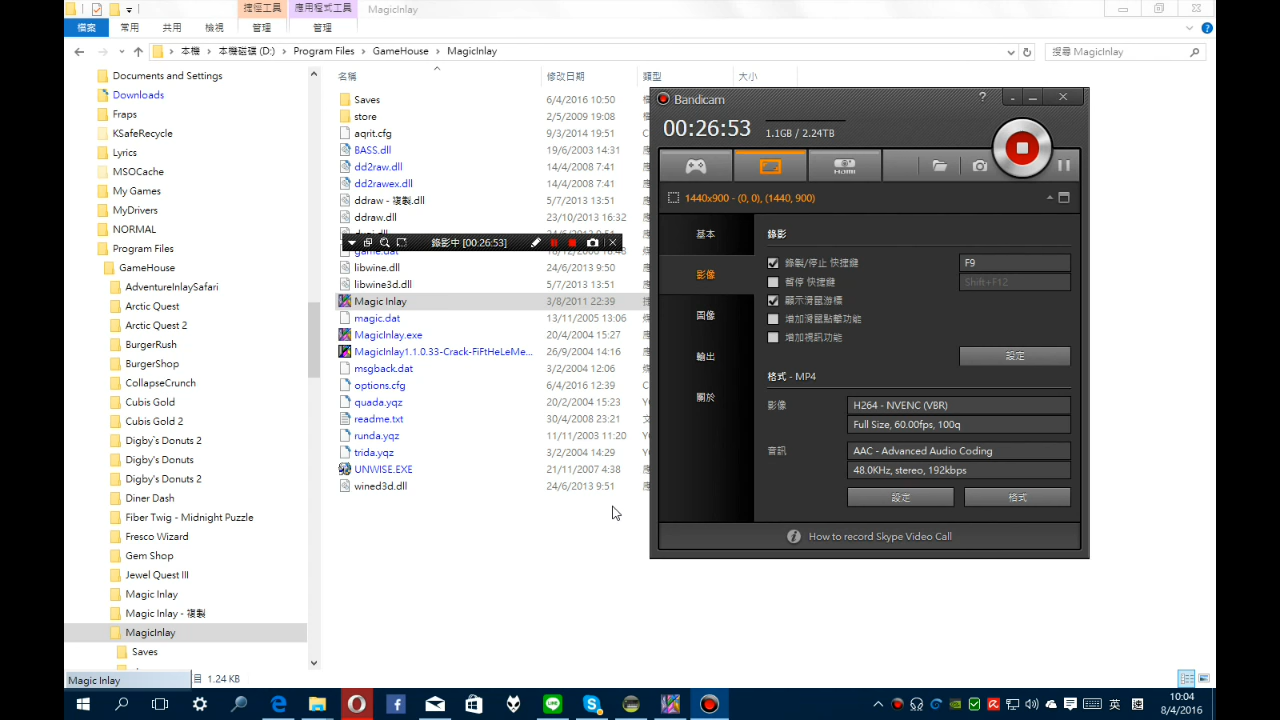 捷徑工具
應用程式工具
MagicInlay
檔案
常用
共用
檢視
管理
管理
本機
本機磁碟 (D:)
Program Files
GameHouse
MagicInlay
搜尋 MagicInlay
Documents and Settings
Downloads
Fraps
KSafeRecycle
Lyrics
MSOCache
My Games
MyDrivers
NORMAL
Program Files
GameHouse
AdventureInlaySafari
Arctic Quest
Arctic Quest 2
BurgerRush
BurgerShop
CollapseCrunch
Cubis Gold
Cubis Gold 2
Digby's Donuts 2
Digby's Donuts
Digby's Donuts 2
Diner Dash
Fiber Twig - Midnight Puzzle
Fresco Wizard
Gem Shop
Jewel Quest III
Magic Inlay
Magic Inlay - 複製
MagicInlay
Saves
名稱
修改日期
類型
大小
Saves 6/4/2016 10:50
store 2/5/2009 19:08
aqrit.cfg 9/3/2014 19:51
BASS.dll 19/6/2003 14:31
dd2raw.dll 14/4/2008 7:41
dd2rawex.dll 14/4/2008 7:41
ddraw - 複製.dll 5/7/2013 13:51
ddraw.dll 23/10/2013 16:32
錄影中 [00:26:53]
game.dat
libwine.dll 24/6/2013 9:50
libwine3d.dll 5/7/2013 13:51
Magic Inlay 3/8/2011 22:39
magic.dat 13/11/2005 13:06
MagicInlay.exe 20/4/2004 15:27
MagicInlay1.1.0.33-Crack-FiFtHeLeMe... 26/9/2004 14:16
msgback.dat 3/2/2004 12:06
options.cfg 6/4/2016 12:39
quada.yqz 20/2/2004 15:23
readme.txt 30/4/2008 23:21
runda.yqz 11/11/2003 11:20
trida.yqz 3/2/2004 14:29
UNWISE.EXE 21/11/2007 4:38
wined3d.dll 24/6/2013 9:51
Bandicam
00:26:53
1.1GB / 2.24TB
HDMI
1440x900 - (0, 0), (1440, 900)
基本
影像
圖像
輸出
關於
錄影
錄製/停止 快捷鍵 F9
暫停 快捷鍵 Shift+F12
顯示滑鼠游標
增加滑鼠點擊功能
增加視訊功能
設定
格式 - MP4
影像
H264 - NVENC (VBR)
Full Size, 60.00fps, 100q
音訊
AAC - Advanced Audio Coding
48.0KHz, stereo, 192kbps
設定
格式
How to record Skype Video Call
Magic Inlay
1.24 KB
英
10:04
8/4/2016